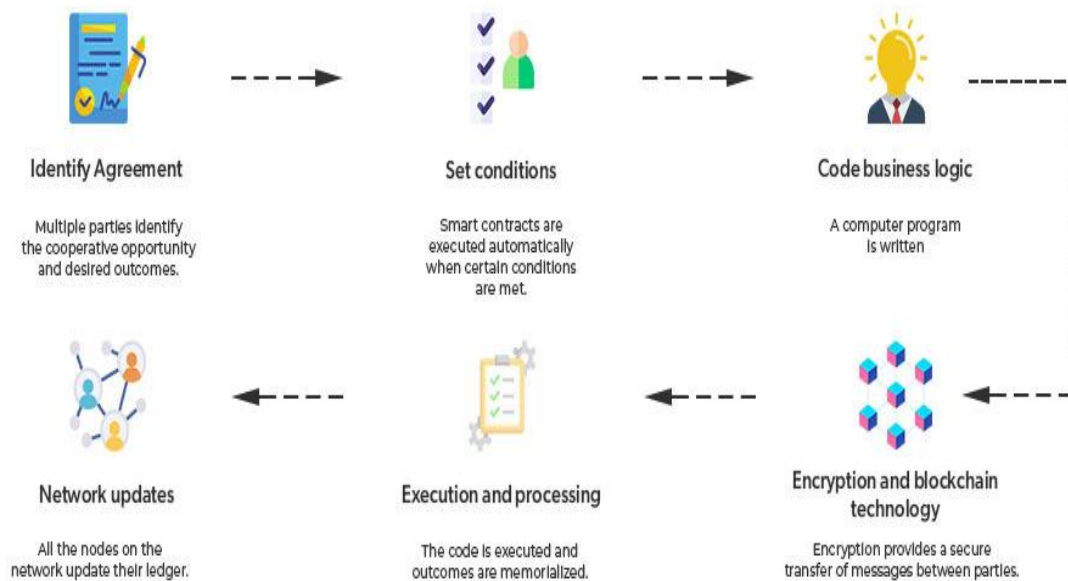 Identify Agreement
Multiple parties identify
the cooperative opportunity
and desired outcomes.
Set conditions
Smart contracts are
executed automatically
when certain conditions
are met.
Code business logic
A computer program
is written
Encryption and blockchain
technology
Encryption provides a secure
transfer of messages between parties.
Execution and processing
The code is executed and
outcomes are memorialized.
Network updates
All the nodes on the
network update their ledger.